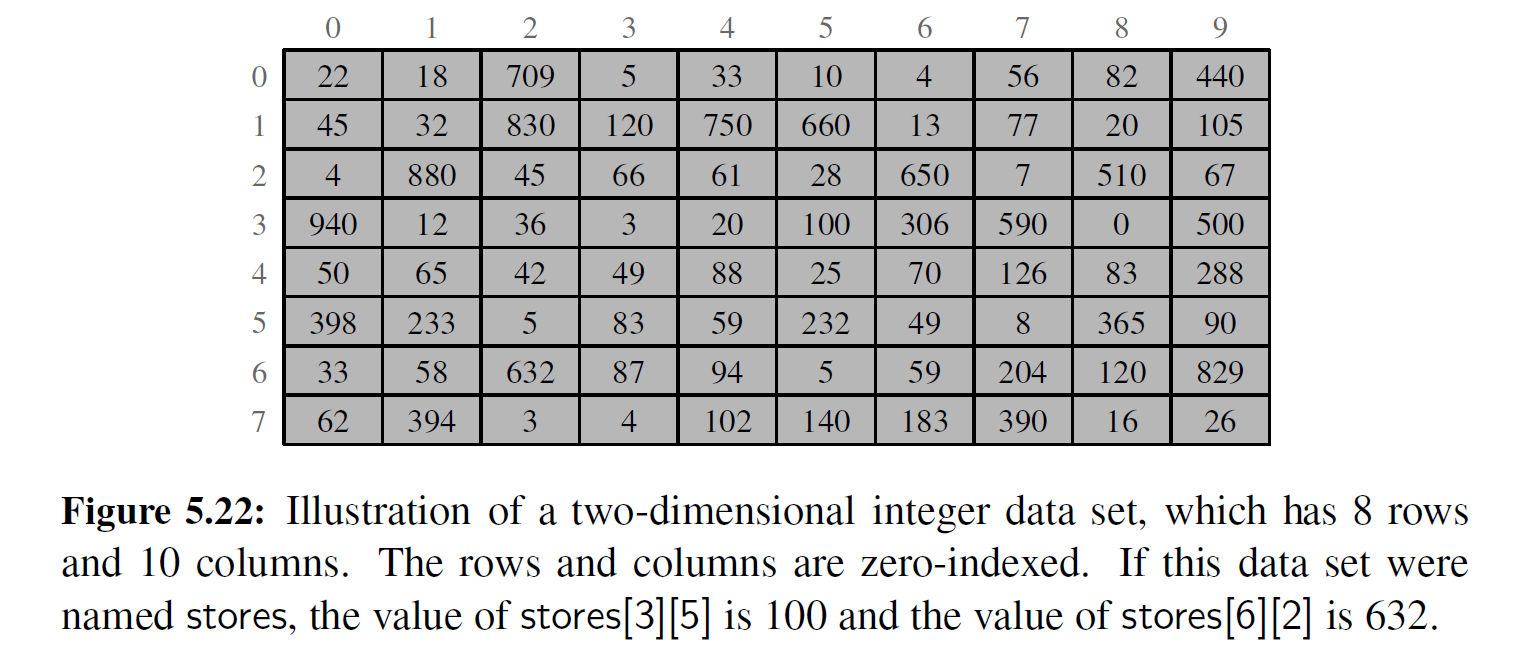 0 1 2 3 4 5 6 7 8 9
0 22 18 709 5 33 10 4 56 82 440
1 45 32 830 120 750 660 13 77 20 105
2 4 880 45 66 61 28 650 7 510 67
3 940 12 36 3 20 100 306 590 0 500
4 50 65 42 49 88 25 70 126 83 288
5 398 233 5 83 59 232 49 8 365 90
6 33 58 632 87 94 5 59 204 120 829
7 62 394 3 4 102 140 183 390 16 26
Figure 5.22: Illustration of a two-dimensional integer data set, which has 8 rows
and 10 columns. The rows and columns are zero-indexed. If this data set were
named stores, the value of stores[3][5] is 100 and the value of stores[6][2] is 632.